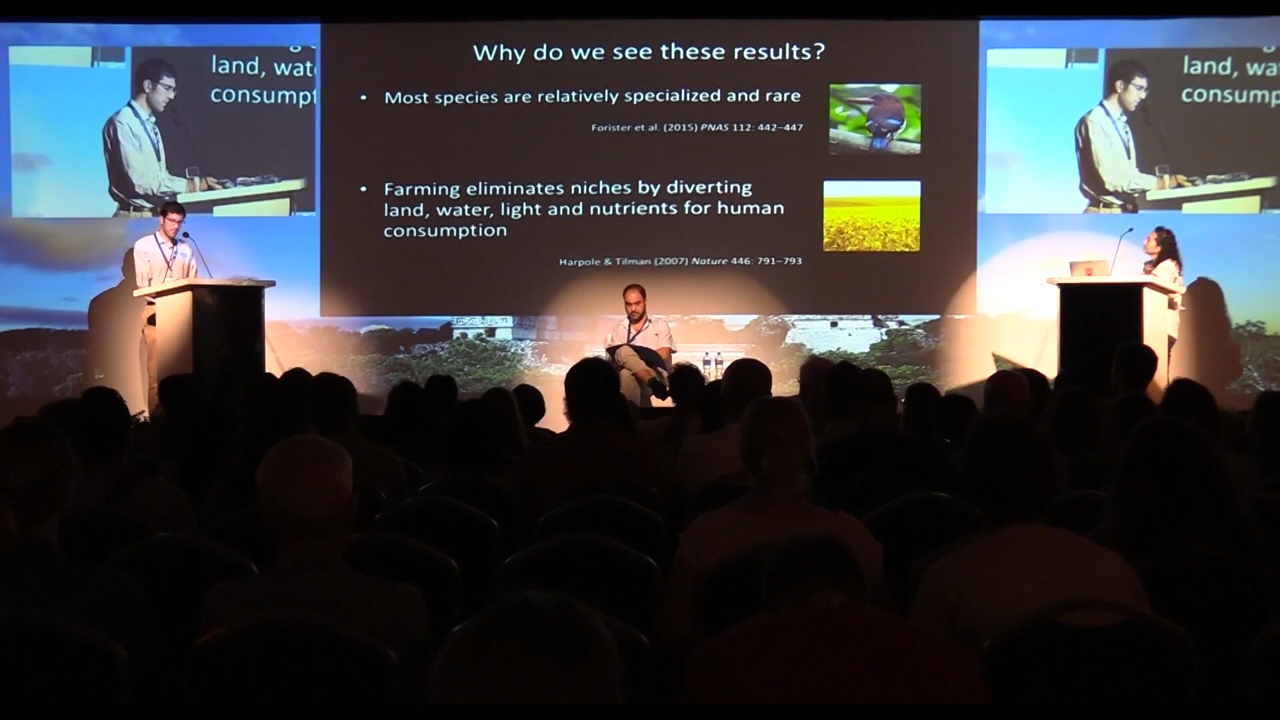 Why do we see these results?
• Most species are relatively specialized and rare
Forister et al. (2015) PNAS 112: 442–447
• Farming eliminates niches by diverting
land, water, light and nutrients for human
consumption
Harpole & Tilman (2007) Nature 446: 791–793
land, wat
consumpt
land, wa
consump